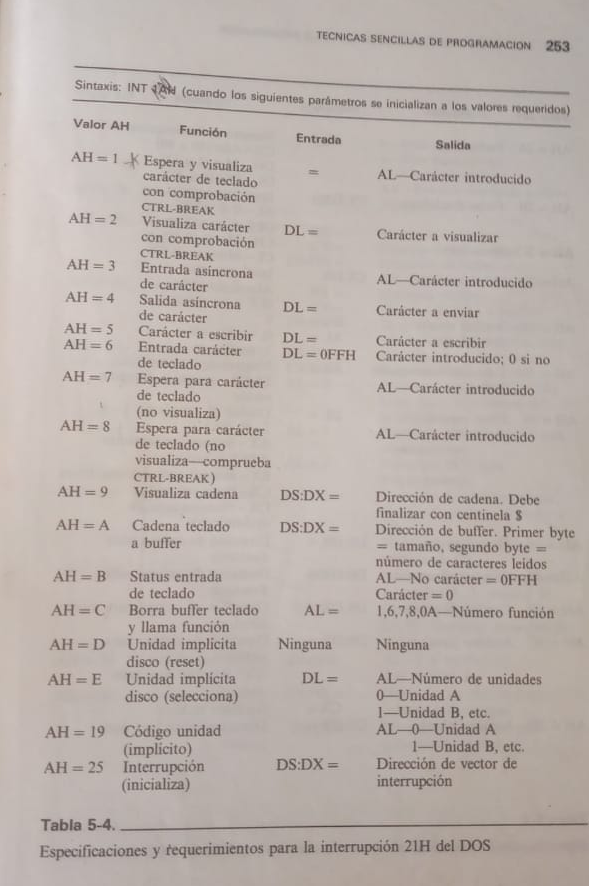 TECNICAS SENCILLAS DE PROGRAMACION 253
Sintaxis: INT (cuando los siguientes parámetros se inicializan a los valores requeridos)
Valor AH Función Entrada Salida
AH = 1 Espera y visualiza = AL—Carácter introducido
carácter de teclado
con comprobación
CTRL-BREAK
AH = 2 Visualiza carácter DL = Carácter a visualizar
con comprobación
CTRL-BREAK
AH = 3 Entrada asíncrona AL—Carácter introducido
de carácter
AH = 4 Salida asíncrona DL = Carácter a enviar
de carácter
AH = 5 Carácter a escribir DL = Carácter a escribir
AH = 6 Entrada carácter DL = 0FFH Carácter introducido; 0 si no
de teclado
AH = 7 Espera para carácter AL—Carácter introducido
de teclado
(no visualiza)
AH = 8 Espera para carácter AL—Carácter introducido
de teclado (no
visualiza—comprueba
CTRL-BREAK)
AH = 9 Visualiza cadena DS:DX = Dirección de cadena. Debe
finalizar con centinela $
AH = A Cadena teclado DS:DX = Dirección de buffer. Primer byte
a buffer = tamaño, segundo byte =
número de caracteres leídos
AH = B Status entrada AL—No carácter = 0FFH
de teclado Carácter = 0
AH = C Borra buffer teclado AL = 1,6,7,8,0A—Número función
y llama función
AH = D Unidad implícita Ninguna Ninguna
disco (reset)
AH = E Unidad implícita DL = AL—Número de unidades
disco (selecciona) 0—Unidad A
1—Unidad B, etc.
AH = 19 Código unidad AL—0—Unidad A
(implícito) 1—Unidad B, etc.
AH = 25 Interrupción DS:DX = Dirección de vector de
(inicializa) interrupción
Tabla 5-4.
Especificaciones y requerimientos para la interrupción 21H del DOS